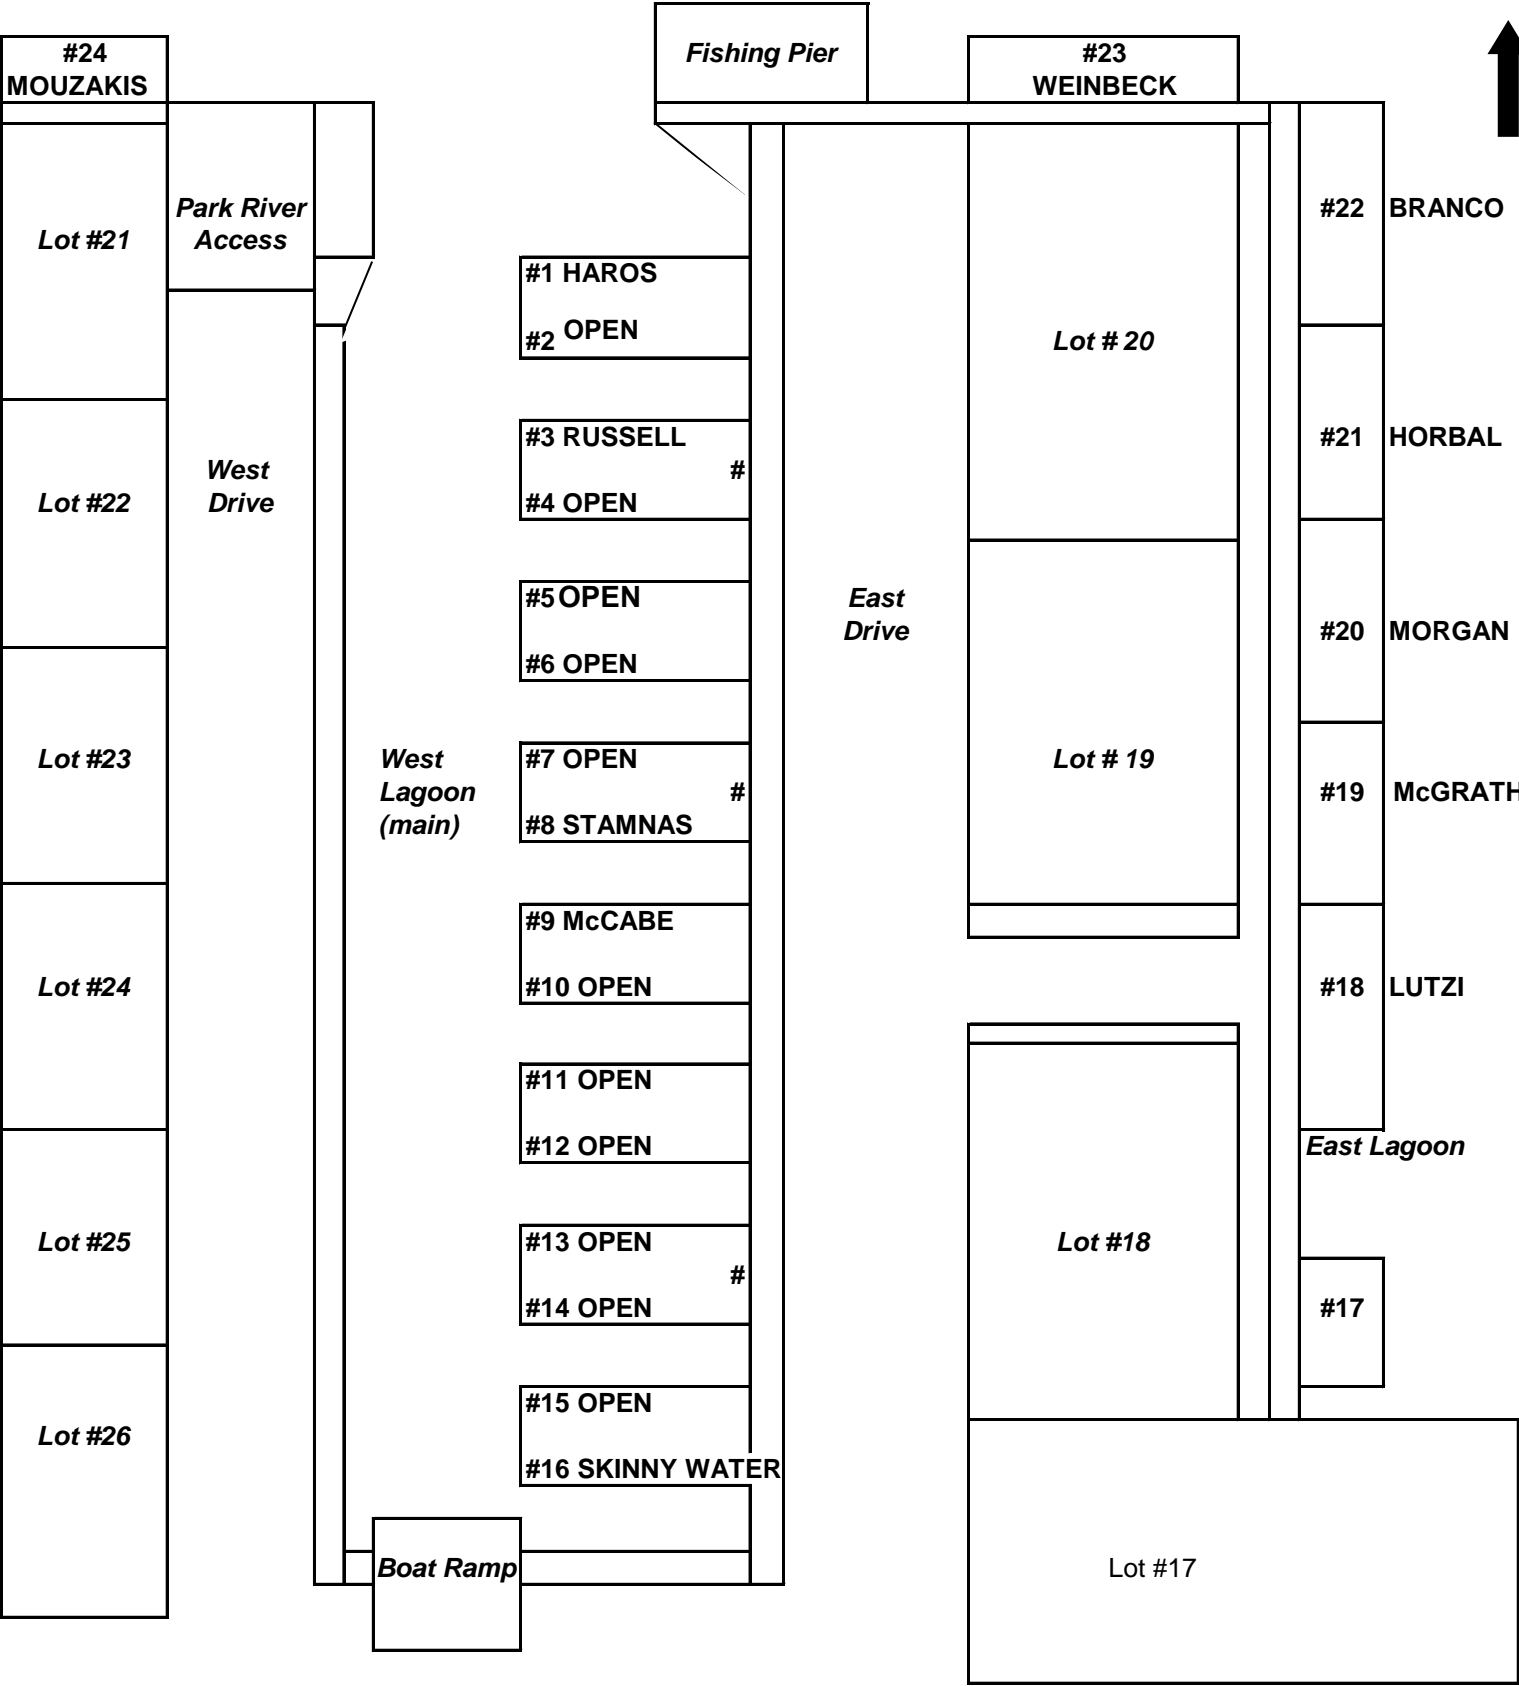 #24
MOUZAKIS
Fishing Pier
#23
WEINBECK
Park River
Access
Lot #21
#22 BRANCO
#1 HAROS
#2 OPEN
Lot # 20
#3 RUSSELL
#
#4 OPEN
#21 HORBAL
West
Drive
Lot #22
#5 OPEN
#6 OPEN
East
Drive
#20 MORGAN
Lot #23
West
Lagoon
(main)
#7 OPEN
#
#8 STAMNAS
Lot # 19
#19 McGRATH
#9 McCABE
#10 OPEN
Lot #24
#18 LUTZI
#11 OPEN
#12 OPEN
East Lagoon
Lot #25
#13 OPEN
#
#14 OPEN
Lot #18
#17
Lot #26
#15 OPEN
#16 SKINNY WATER
Boat Ramp
Lot #17